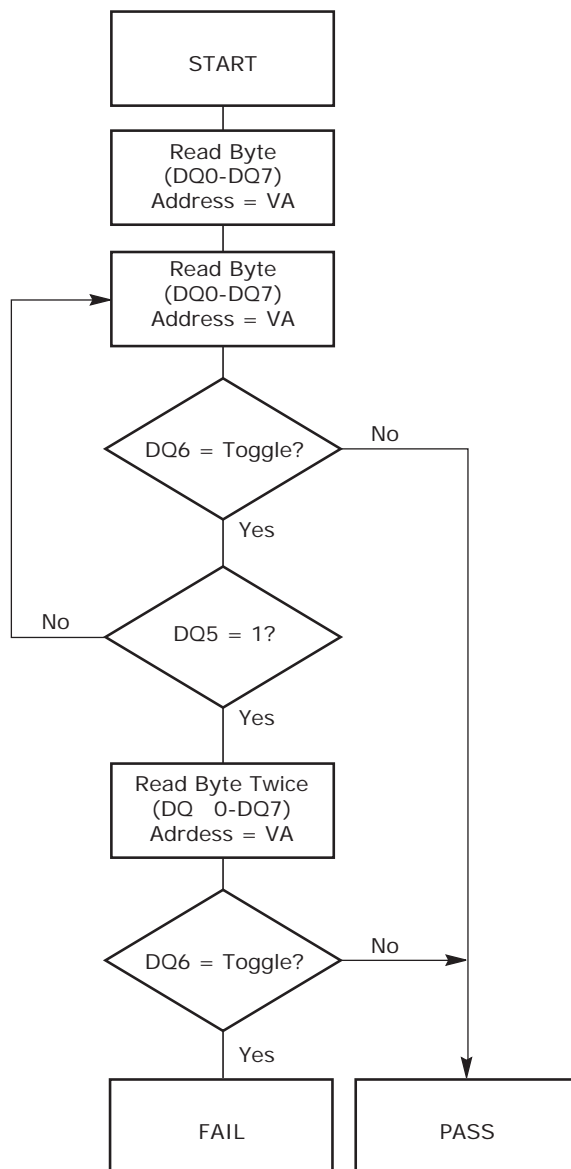 START
Read Byte
(DQ0-DQ7)
Address = VA
Read Byte
(DQ0-DQ7)
Address = VA
DQ6 = Toggle?
No
Yes
No
DQ5 = 1?
Yes
Read Byte Twice
(DQ 0-DQ7)
Adrdess = VA
DQ6 = Toggle?
No
Yes
FAIL
PASS